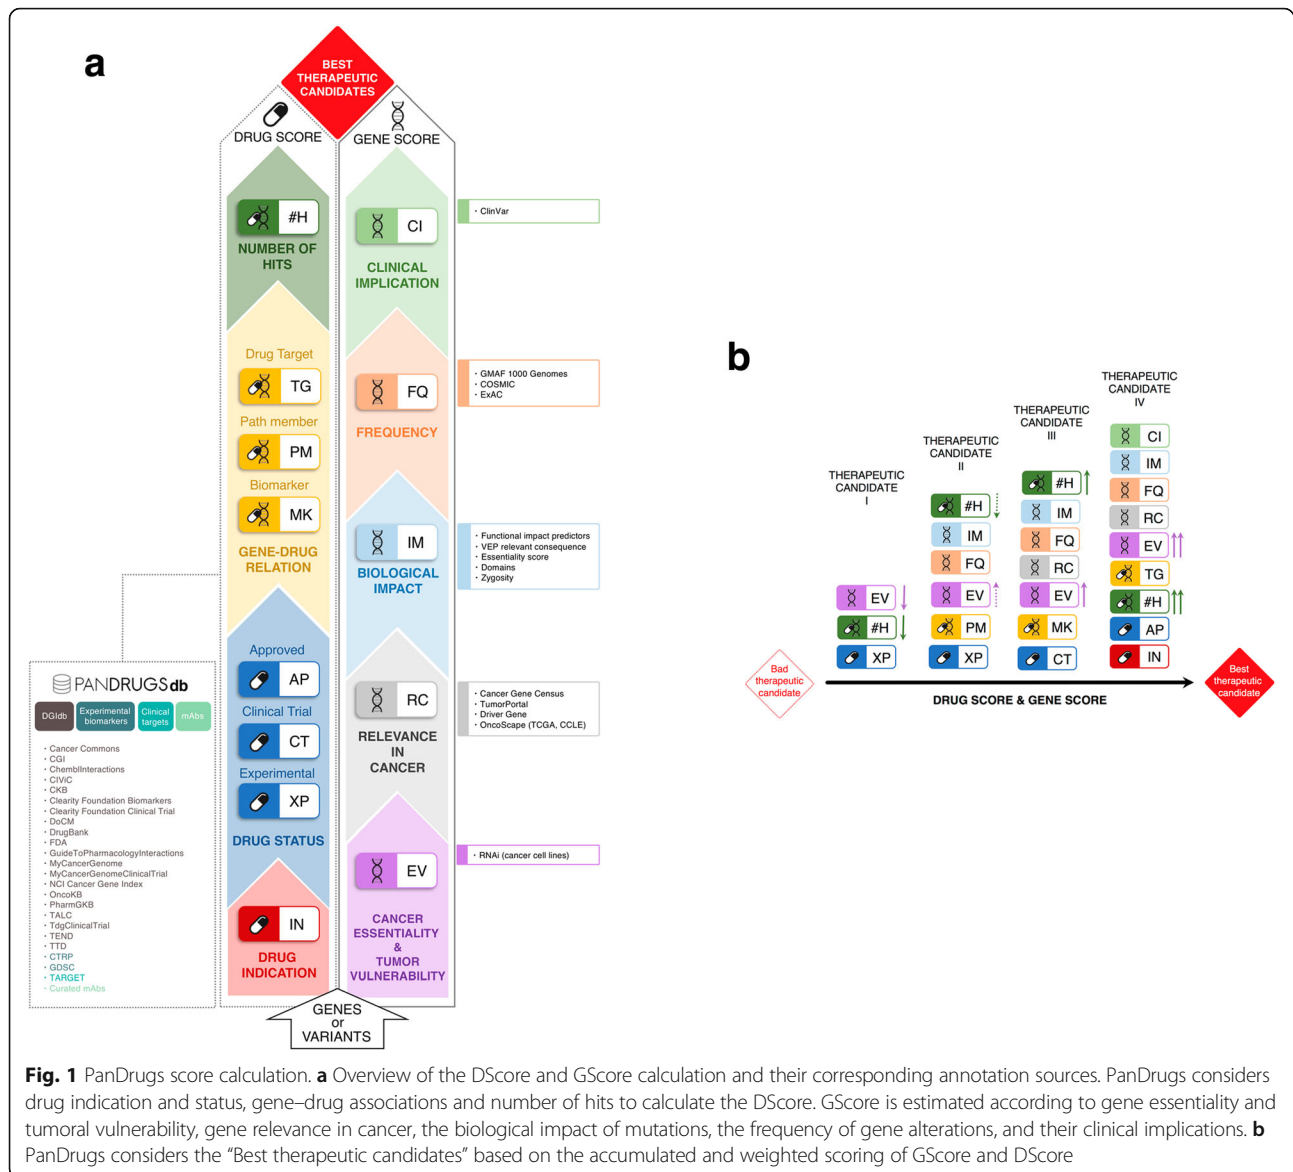 a
BEST
THERAPEUTIC
CANDIDATES
DRUG SCORE
GENE SCORE
#H
NUMBER OF
HITS
Drug Target
TG
Path member
PM
Biomarker
MK
GENE-DRUG
RELATION
Approved
AP
Clinical Trial
CT
Experimental
XP
DRUG STATUS
IN
DRUG
INDICATION
CI
CLINICAL
IMPLICATION
FQ
FREQUENCY
IM
BIOLOGICAL
IMPACT
RC
RELEVANCE
IN
CANCER
EV
CANCER
ESSENTIALITY
&
TUMOR
VULNERABILITY
GENES
or
VARIANTS
· ClinVar
· GMAF 1000 Genomes
· COSMIC
· ExAC
· Functional impact predictors
· VEP relevant consequence
· Essentiality score
· Domains
· Zygosity
· Cancer Gene Census
· TumorPortal
· Driver Gene
· OncoScape (TCGA, CCLE)
· RNAi (cancer cell lines)
PANDRUGSdb
DGIdb
Experimental
biomarkers
Clinical
targets
mAbs
· Cancer Commons
· CGI
· ChemblInteractions
· CIViC
· CKB
· Clearity Foundation Biomarkers
· Clearity Foundation Clinical Trial
· DoCM
· DrugBank
· FDA
· GuideToPharmacologyInteractions
· MyCancerGenome
· MyCancerGenomeClinicalTrial
· NCI Cancer Gene Index
· OncoKB
· PharmGKB
· TALC
· TdgClinicalTrial
· TEND
· TTD
· CTRP
· GDSC
· TARGET
· Curated mAbs
b
THERAPEUTIC
CANDIDATE
I
EV
#H
XP
THERAPEUTIC
CANDIDATE
II
#H
IM
FQ
EV
PM
XP
THERAPEUTIC
CANDIDATE
III
#H
IM
FQ
RC
EV
MK
CT
THERAPEUTIC
CANDIDATE
IV
CI
IM
FQ
RC
EV
TG
#H
AP
IN
Bad
therapeutic
candidate
Best
therapeutic
candidate
DRUG SCORE & GENE SCORE
Fig. 1 PanDrugs score calculation. a Overview of the DScore and GScore calculation and their corresponding annotation sources. PanDrugs considers
drug indication and status, gene–drug associations and number of hits to calculate the DScore. GScore is estimated according to gene essentiality and
tumoral vulnerability, gene relevance in cancer, the biological impact of mutations, the frequency of gene alterations, and their clinical implications. b
PanDrugs considers the “Best therapeutic candidates” based on the accumulated and weighted scoring of GScore and DScore